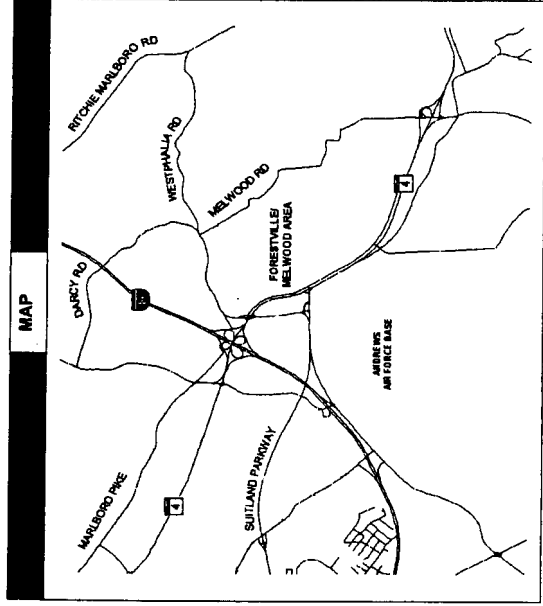 MAP
RITCHIE MARLBORO RD
DARCY RD
WESTPHALIA RD
MELWOOD RD
MARLBORO PIKE
4
FORESTVILLE/
MELWOOD AREA
4
SUITLAND PARKWAY
ANDREWS
AIR FORCE BASE